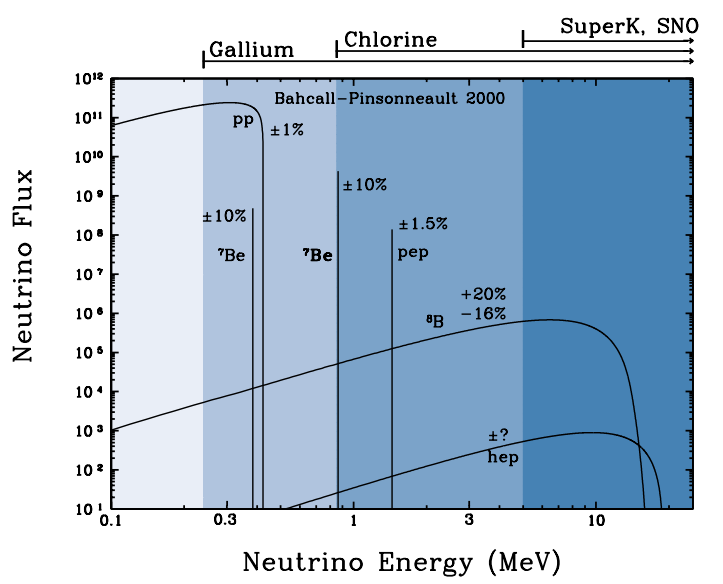 SuperK, SNO
Chlorine
Gallium
Bahcall-Pinsonneault 2000
pp
±1%
±10%
±10%
⁷Be
⁷Be
±1.5%
pep
+20%
-16%
⁸B
±?
hep
10¹²
10¹¹
10¹⁰
10⁹
10⁸
10⁷
10⁶
10⁵
10⁴
10³
10²
10¹
0.1
0.3
1
3
10
Neutrino Flux
Neutrino Energy (MeV)